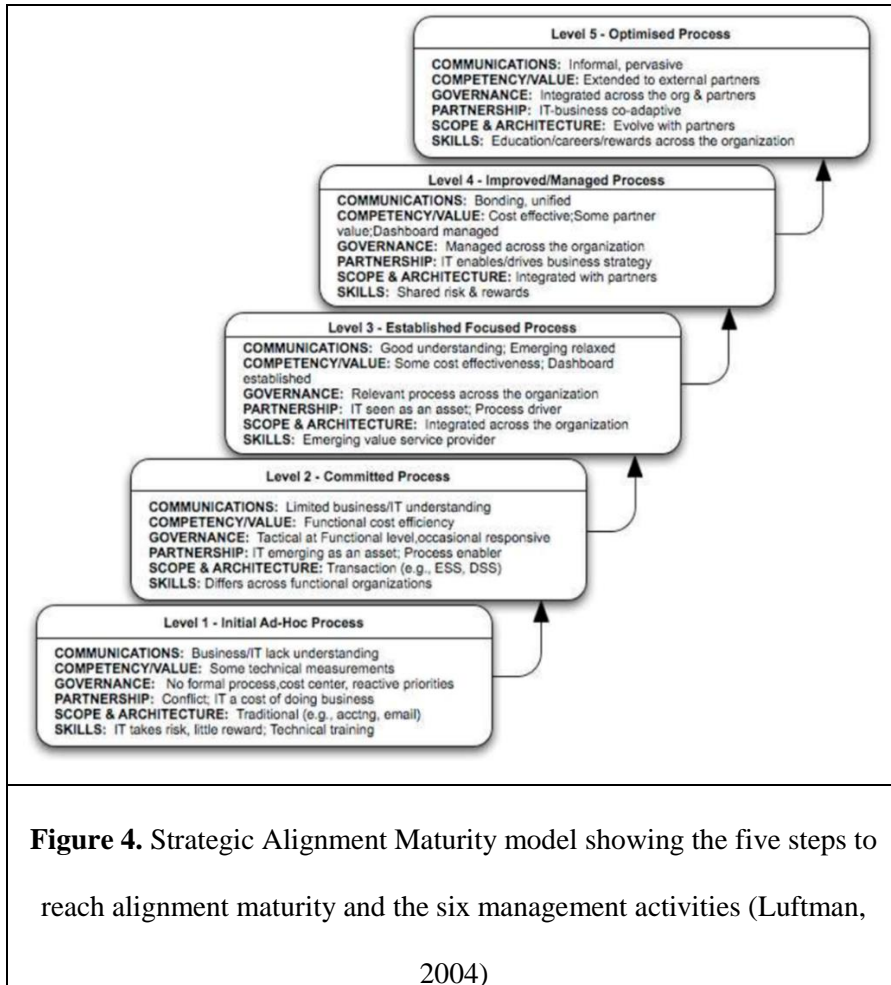 Level 5 - Optimised Process
COMMUNICATIONS: Informal, pervasive
COMPETENCY/VALUE: Extended to external partners
GOVERNANCE: Integrated across the org & partners
PARTNERSHIP: IT-business co-adaptive
SCOPE & ARCHITECTURE: Evolve with partners
SKILLS: Education/careers/rewards across the organization
Level 4 - Improved/Managed Process
COMMUNICATIONS: Bonding, unified
COMPETENCY/VALUE: Cost effective;Some partner
value;Dashboard managed
GOVERNANCE: Managed across the organization
PARTNERSHIP: IT enables/drives business strategy
SCOPE & ARCHITECTURE: Integrated with partners
SKILLS: Shared risk & rewards
Level 3 - Established Focused Process
COMMUNICATIONS: Good understanding; Emerging relaxed
COMPETENCY/VALUE: Some cost effectiveness; Dashboard
established
GOVERNANCE: Relevant process across the organization
PARTNERSHIP: IT seen as an asset; Process driver
SCOPE & ARCHITECTURE: Integrated across the organization
SKILLS: Emerging value service provider
Level 2 - Committed Process
COMMUNICATIONS: Limited business/IT understanding
COMPETENCY/VALUE: Functional cost efficiency
GOVERNANCE: Tactical at Functional level,occasional responsive
PARTNERSHIP: IT emerging as an asset; Process enabler
SCOPE & ARCHITECTURE: Transaction (e.g., ESS, DSS)
SKILLS: Differs across functional organizations
Level 1 - Initial Ad-Hoc Process
COMMUNICATIONS: Business/IT lack understanding
COMPETENCY/VALUE: Some technical measurements
GOVERNANCE: No formal process,cost center, reactive priorities
PARTNERSHIP: Conflict; IT a cost of doing business
SCOPE & ARCHITECTURE: Traditional (e.g., acctng, email)
SKILLS: IT takes risk, little reward; Technical training
Figure 4. Strategic Alignment Maturity model showing the five steps to
reach alignment maturity and the six management activities (Luftman,
2004)